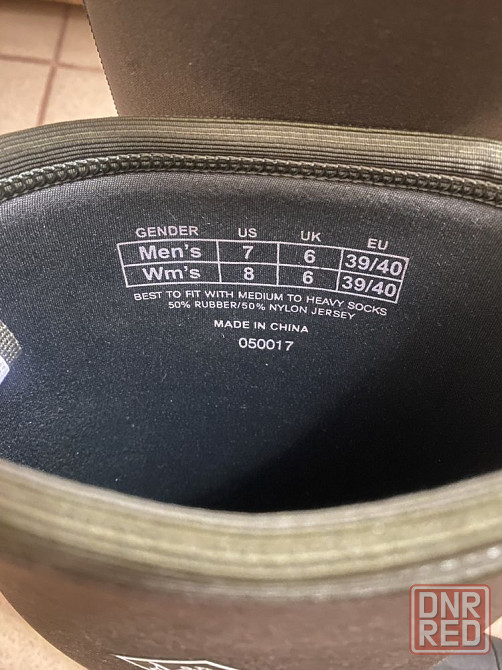 GENDER US UK EU
Men's 7 6 39/40
Wm's 8 6 39/40
BEST TO FIT WITH MEDIUM TO HEAVY SOCKS
50% RUBBER/50% NYLON JERSEY
MADE IN CHINA
050017
DNR
RED